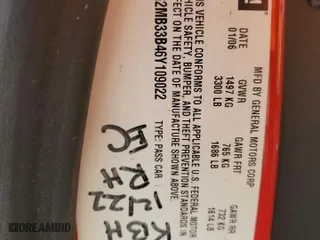 MFD BY GENERAL MOTORS CORP
01/06
GVWR
GAWR FRT
GAWR RR
1497 KG
765 KG
732 KG
3300 LB
1686 LB
1614 LB
THIS VEHICLE CONFORMS TO ALL APPLICABLE U.S. FEDERAL MOTOR
VEHICLE SAFETY, BUMPER, AND THEFT PREVENTION STANDARDS IN
EFFECT ON THE DATE OF MANUFACTURE SHOWN ABOVE.
2MB33B46Y109022
TYPE: PASS CAR
DREAMBID